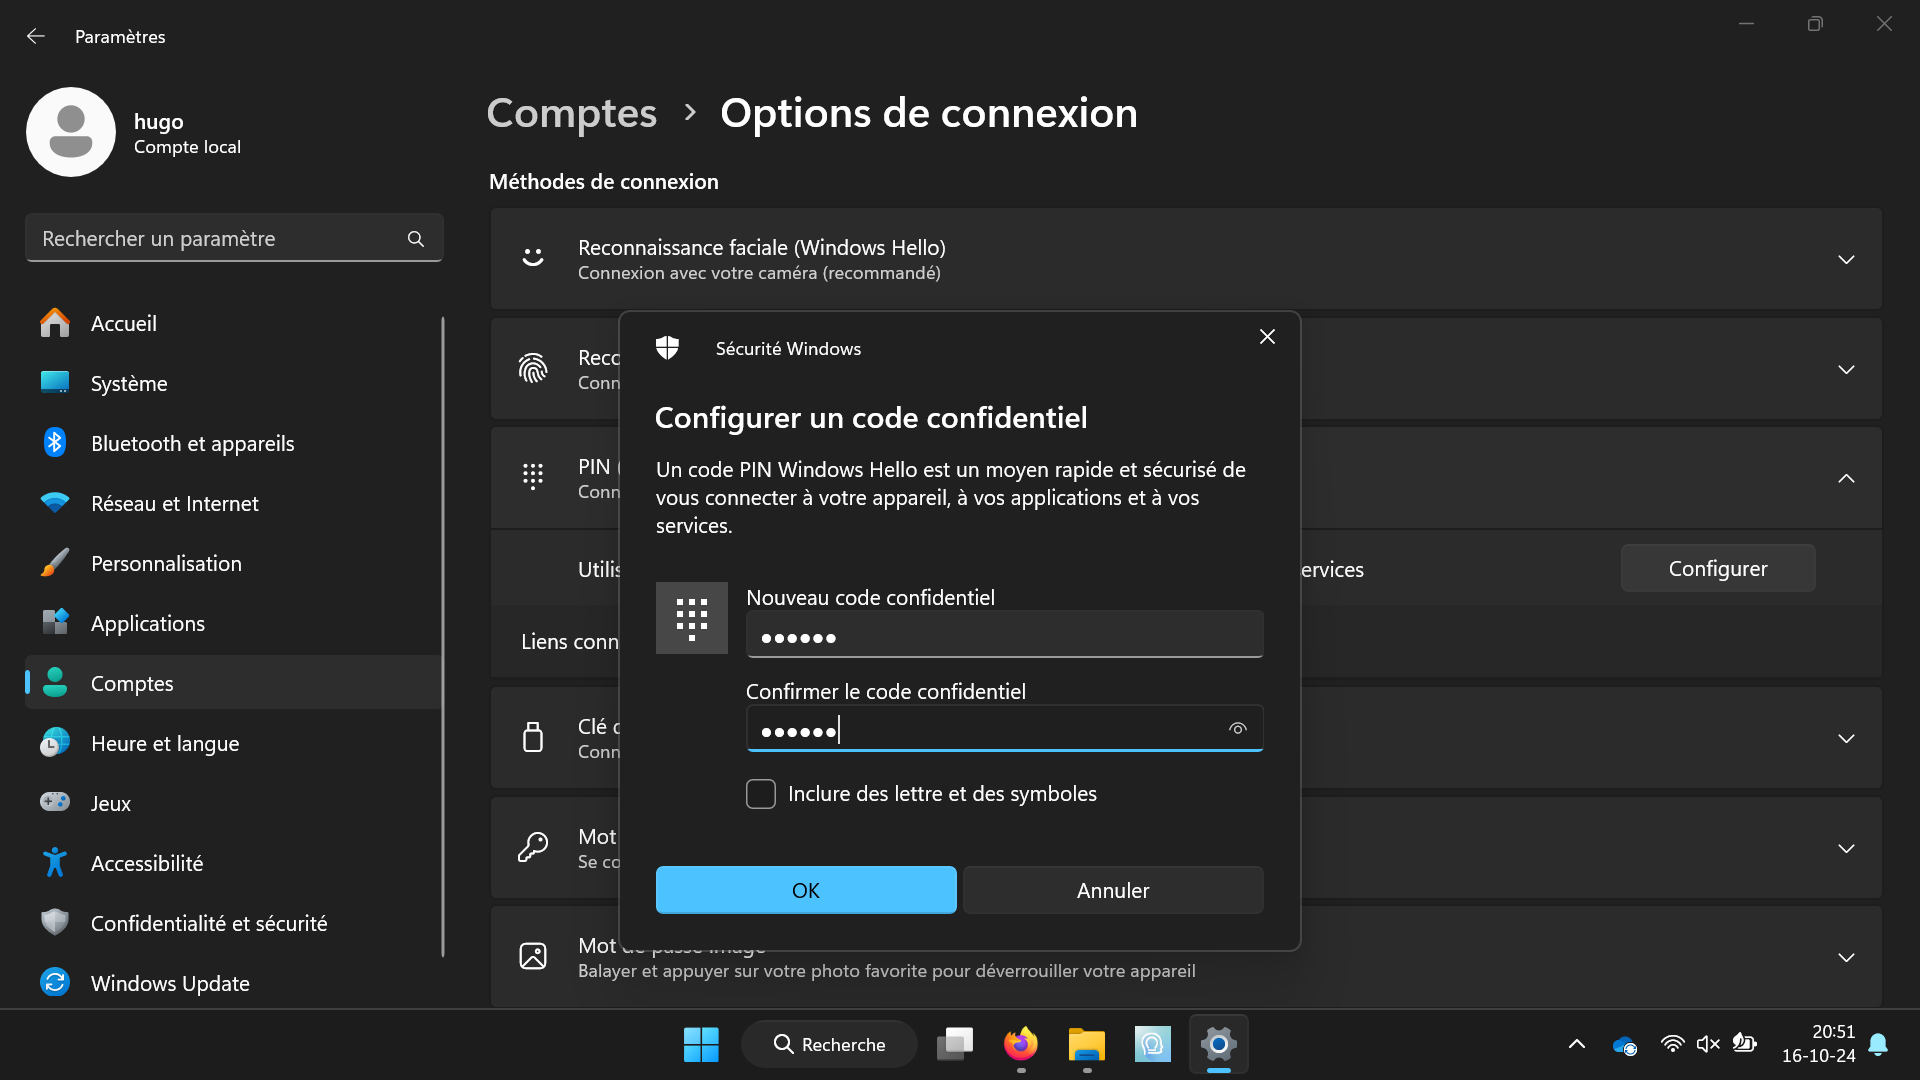 Paramètres
hugo
Compte local
Rechercher un paramètre
Accueil
Système
Bluetooth et appareils
Réseau et Internet
Personnalisation
Applications
Comptes
Heure et langue
Jeux
Accessibilité
Confidentialité et sécurité
Windows Update
Comptes › Options de connexion
Méthodes de connexion
Reconnaissance faciale (Windows Hello)
Connexion avec votre caméra (recommandé)
Reco
Conn
PIN (
Conn
Utilis
ervices
Configurer
Liens conn
Clé d
Conn
Mot
Se co
Mot de passe image
Balayer et appuyer sur votre photo favorite pour déverrouiller votre appareil
Sécurité Windows
Configurer un code confidentiel
Un code PIN Windows Hello est un moyen rapide et sécurisé de
vous connecter à votre appareil, à vos applications et à vos
services.
Nouveau code confidentiel
●●●●●●
Confirmer le code confidentiel
●●●●●●
Inclure des lettre et des symboles
OK
Annuler
Recherche
20:51
16-10-24